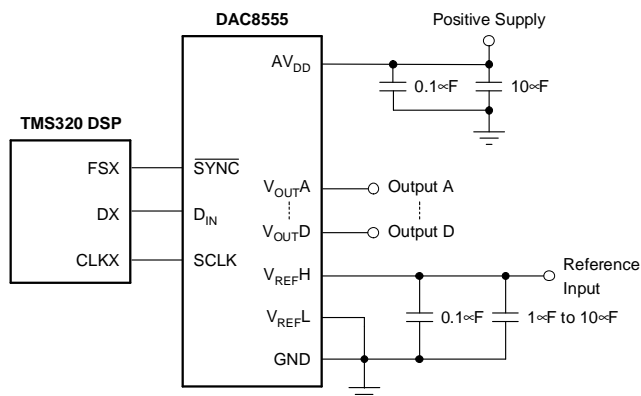 DAC8555
Positive Supply
AVDD
0.1∝F
10∝F
TMS320 DSP
FSX
SYNC
DX
DIN
CLKX
SCLK
VOUTA
Output A
VOUTD
Output D
VREFH
Reference
Input
VREFL
0.1∝F
1∝F to 10∝F
GND